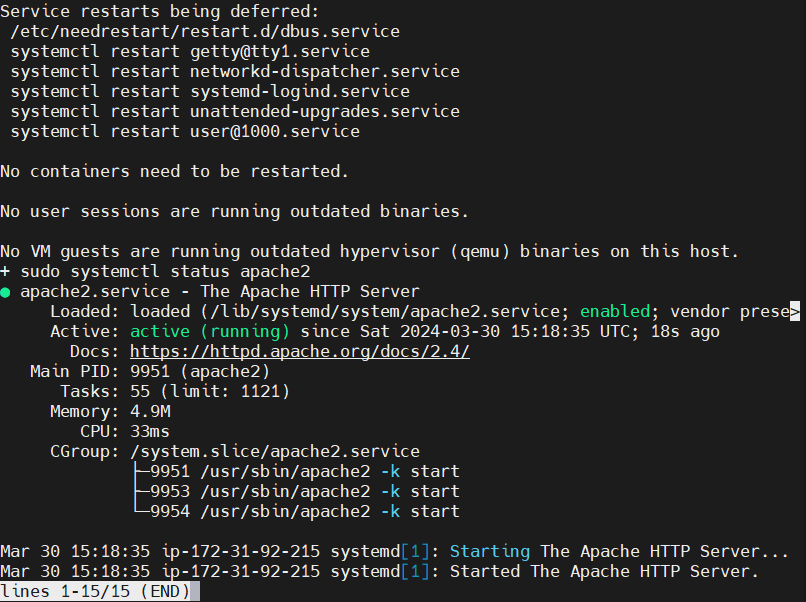 Service restarts being deferred:
 /etc/needrestart/restart.d/dbus.service
 systemctl restart getty@tty1.service
 systemctl restart networkd-dispatcher.service
 systemctl restart systemd-logind.service
 systemctl restart unattended-upgrades.service
 systemctl restart user@1000.service

No containers need to be restarted.

No user sessions are running outdated binaries.

No VM guests are running outdated hypervisor (qemu) binaries on this host.
+ sudo systemctl status apache2
● apache2.service - The Apache HTTP Server
     Loaded: loaded (/lib/systemd/system/apache2.service; enabled; vendor prese>
     Active: active (running) since Sat 2024-03-30 15:18:35 UTC; 18s ago
       Docs: https://httpd.apache.org/docs/2.4/
   Main PID: 9951 (apache2)
      Tasks: 55 (limit: 1121)
     Memory: 4.9M
        CPU: 33ms
     CGroup: /system.slice/apache2.service
             ├─9951 /usr/sbin/apache2 -k start
             ├─9953 /usr/sbin/apache2 -k start
             └─9954 /usr/sbin/apache2 -k start

Mar 30 15:18:35 ip-172-31-92-215 systemd[1]: Starting The Apache HTTP Server...
Mar 30 15:18:35 ip-172-31-92-215 systemd[1]: Started The Apache HTTP Server.
lines 1-15/15 (END)